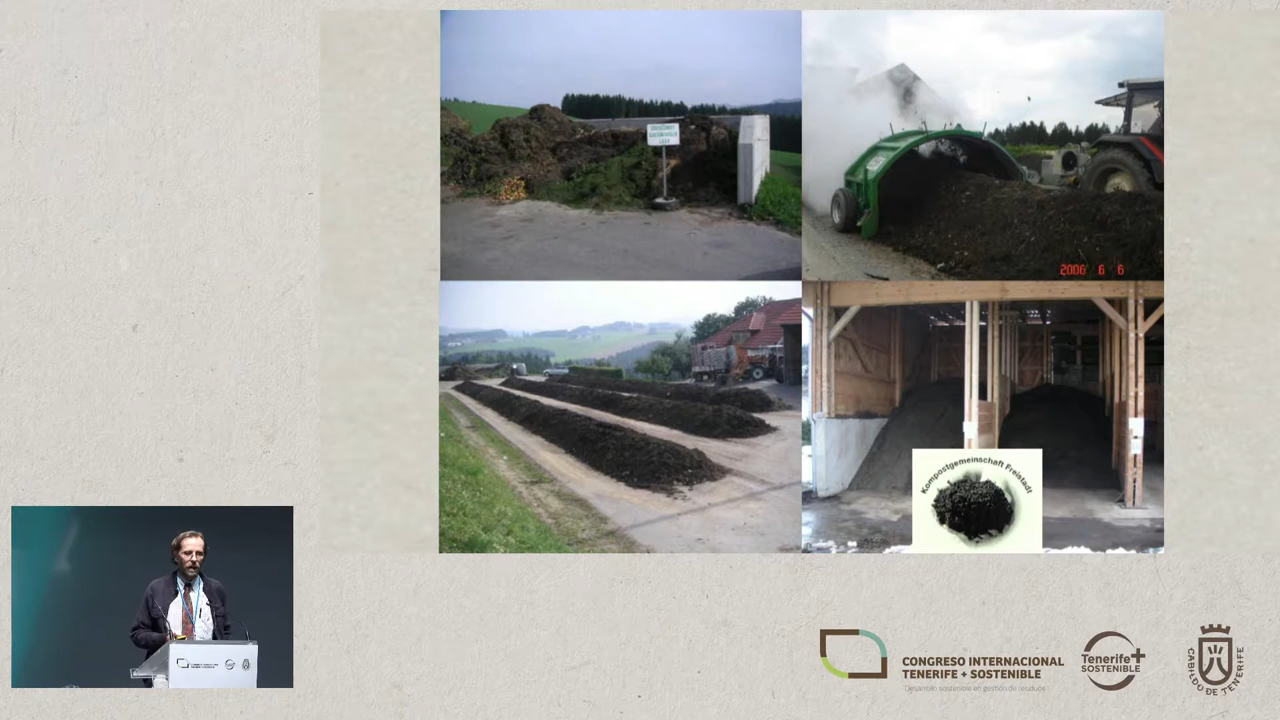 2006 6 6
Kompostgemeinschaft Freistadt
CONGRESO INTERNACIONAL
TENERIFE + SOSTENIBLE
Desarrollo sostenible en gestión de residuos
Tenerife+
SOSTENIBLE
CABILDO DE TENERIFE